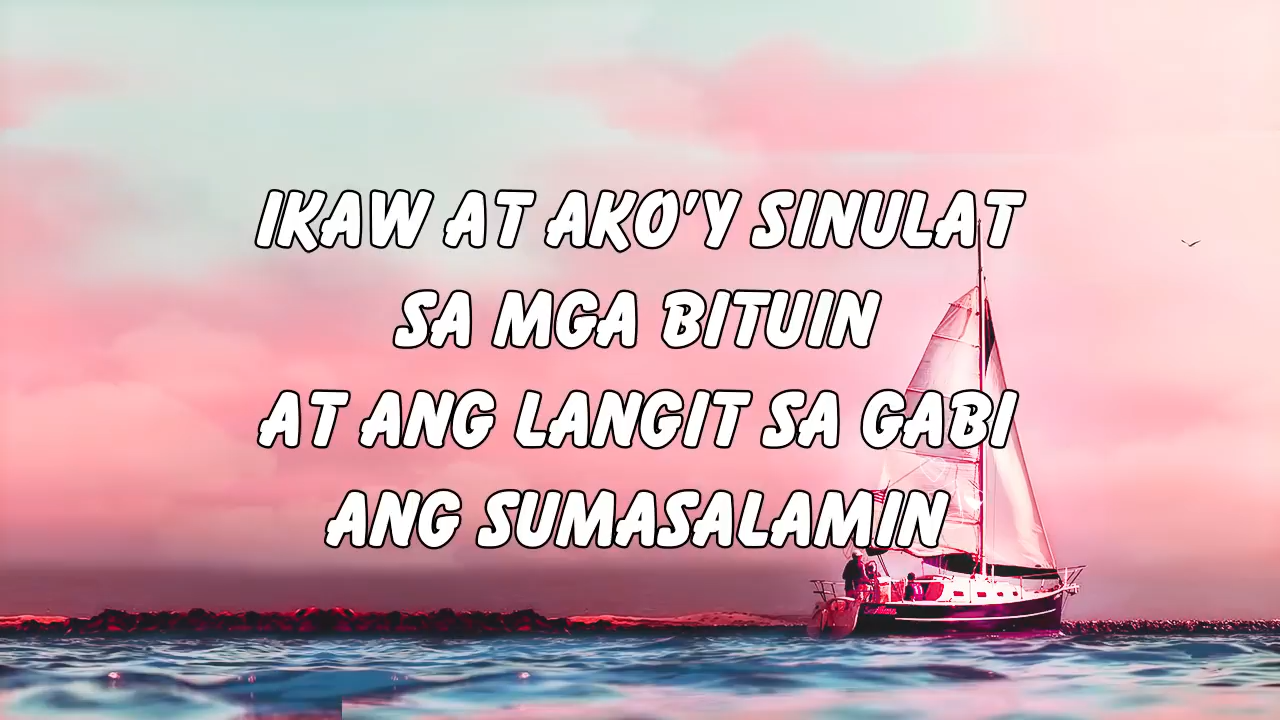 IKAW AT AKO'Y SINULAT
SA MGA BITUIN
AT ANG LANGIT SA GABI
ANG SUMASALAMIN